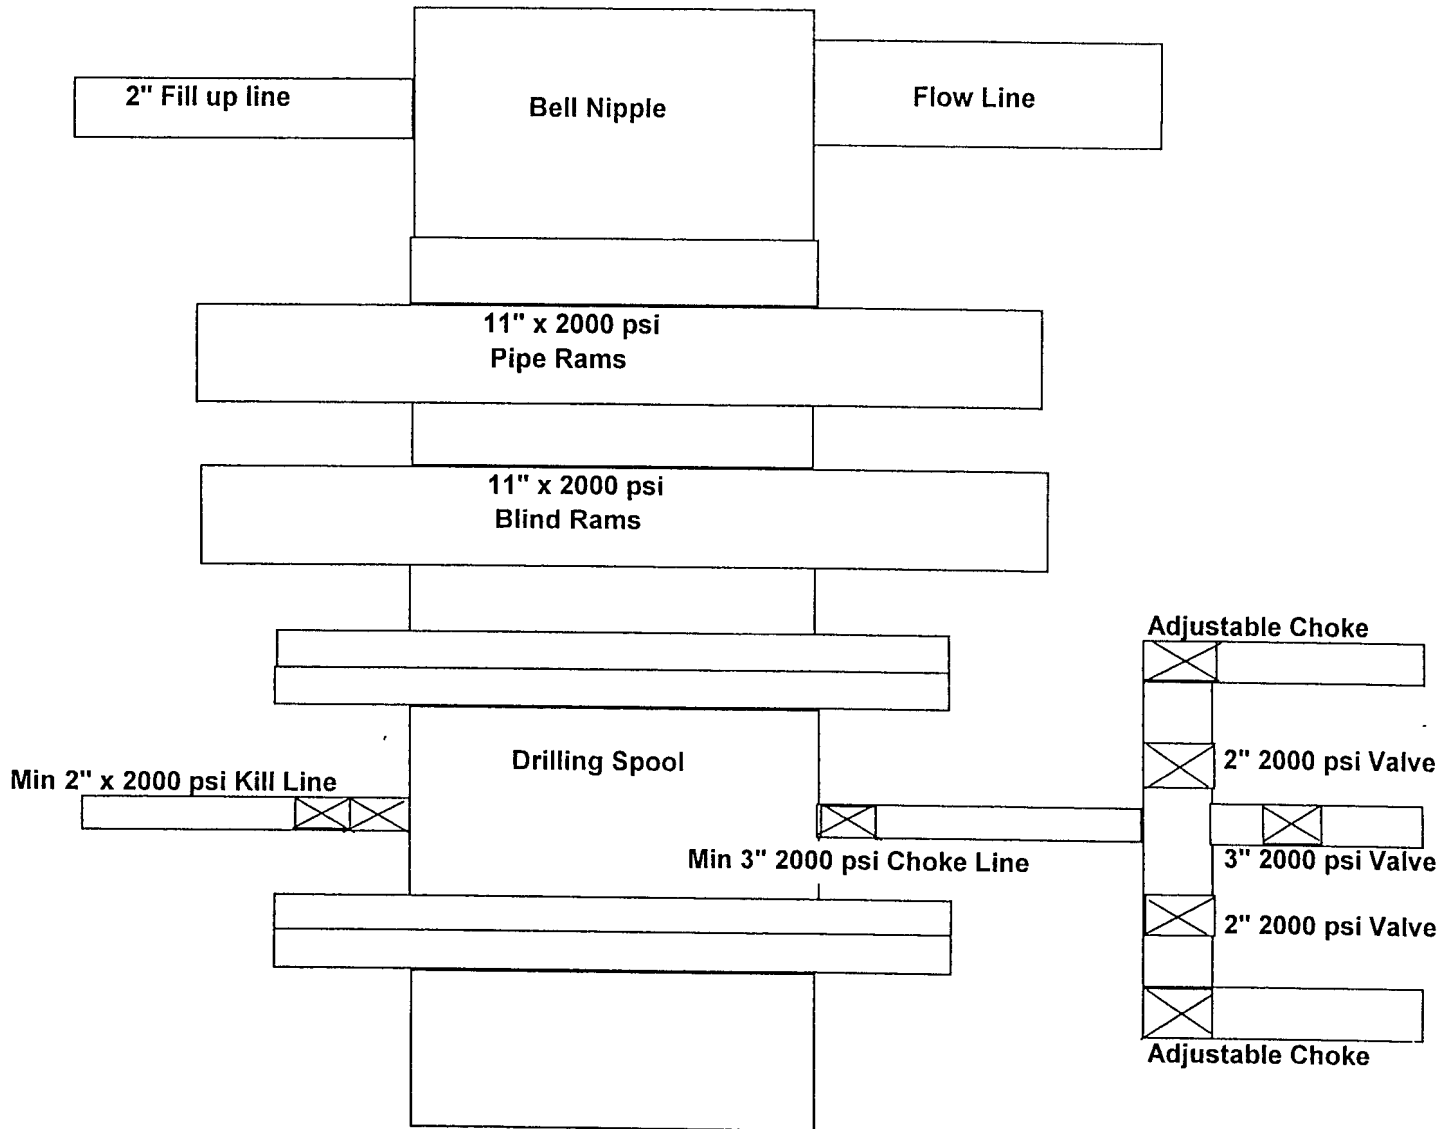 2" Fill up line
Bell Nipple
Flow Line
11" x 2000 psi
Pipe Rams
11" x 2000 psi
Blind Rams
Adjustable Choke
Drilling Spool
2" 2000 psi Valve
Min 2" x 2000 psi Kill Line
Min 3" 2000 psi Choke Line
3" 2000 psi Valve
2" 2000 psi Valve
Adjustable Choke